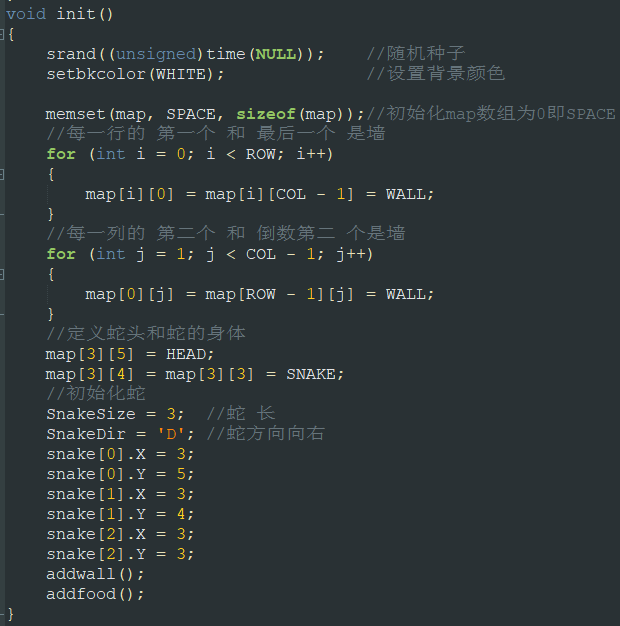 void init()
{
    srand((unsigned)time(NULL));    //随机种子
    setbkcolor(WHITE);              //设置背景颜色

    memset(map, SPACE, sizeof(map));//初始化map数组为0即SPACE
    //每一行的 第一个 和 最后一个 是墙
    for (int i = 0; i < ROW; i++)
    {
        map[i][0] = map[i][COL - 1] = WALL;
    }
    //每一列的 第二个 和 倒数第二 个是墙
    for (int j = 1; j < COL - 1; j++)
    {
        map[0][j] = map[ROW - 1][j] = WALL;
    }
    //定义蛇头和蛇的身体
    map[3][5] = HEAD;
    map[3][4] = map[3][3] = SNAKE;
    //初始化蛇
    SnakeSize = 3;  //蛇 长
    SnakeDir = 'D'; //蛇方向向右
    snake[0].X = 3;
    snake[0].Y = 5;
    snake[1].X = 3;
    snake[1].Y = 4;
    snake[2].X = 3;
    snake[2].Y = 3;
    addwall();
    addfood();
}